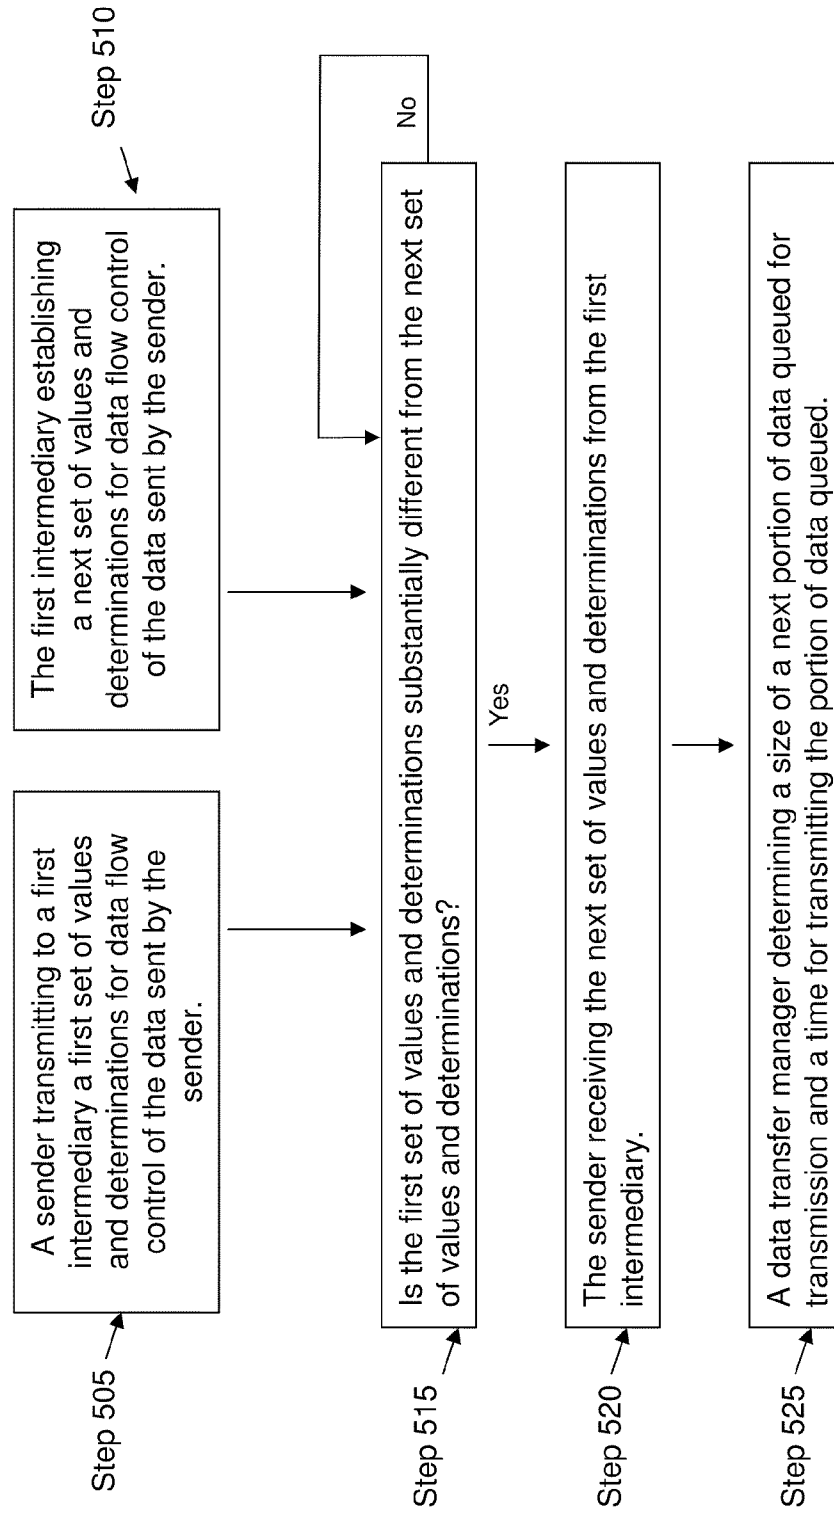 Step 505
A sender transmitting to a first
intermediary a first set of values
and determinations for data flow
control of the data sent by the
sender.
Step 510
The first intermediary establishing
a next set of values and
determinations for data flow control
of the data sent by the sender.
Step 515
Is the first set of values and determinations substantially different from the next set
of values and determinations?
No
Yes
Step 520
The sender receiving the next set of values and determinations from the first
intermediary.
Step 525
A data transfer manager determining a size of a next portion of data queued for
transmission and a time for transmitting the portion of data queued.